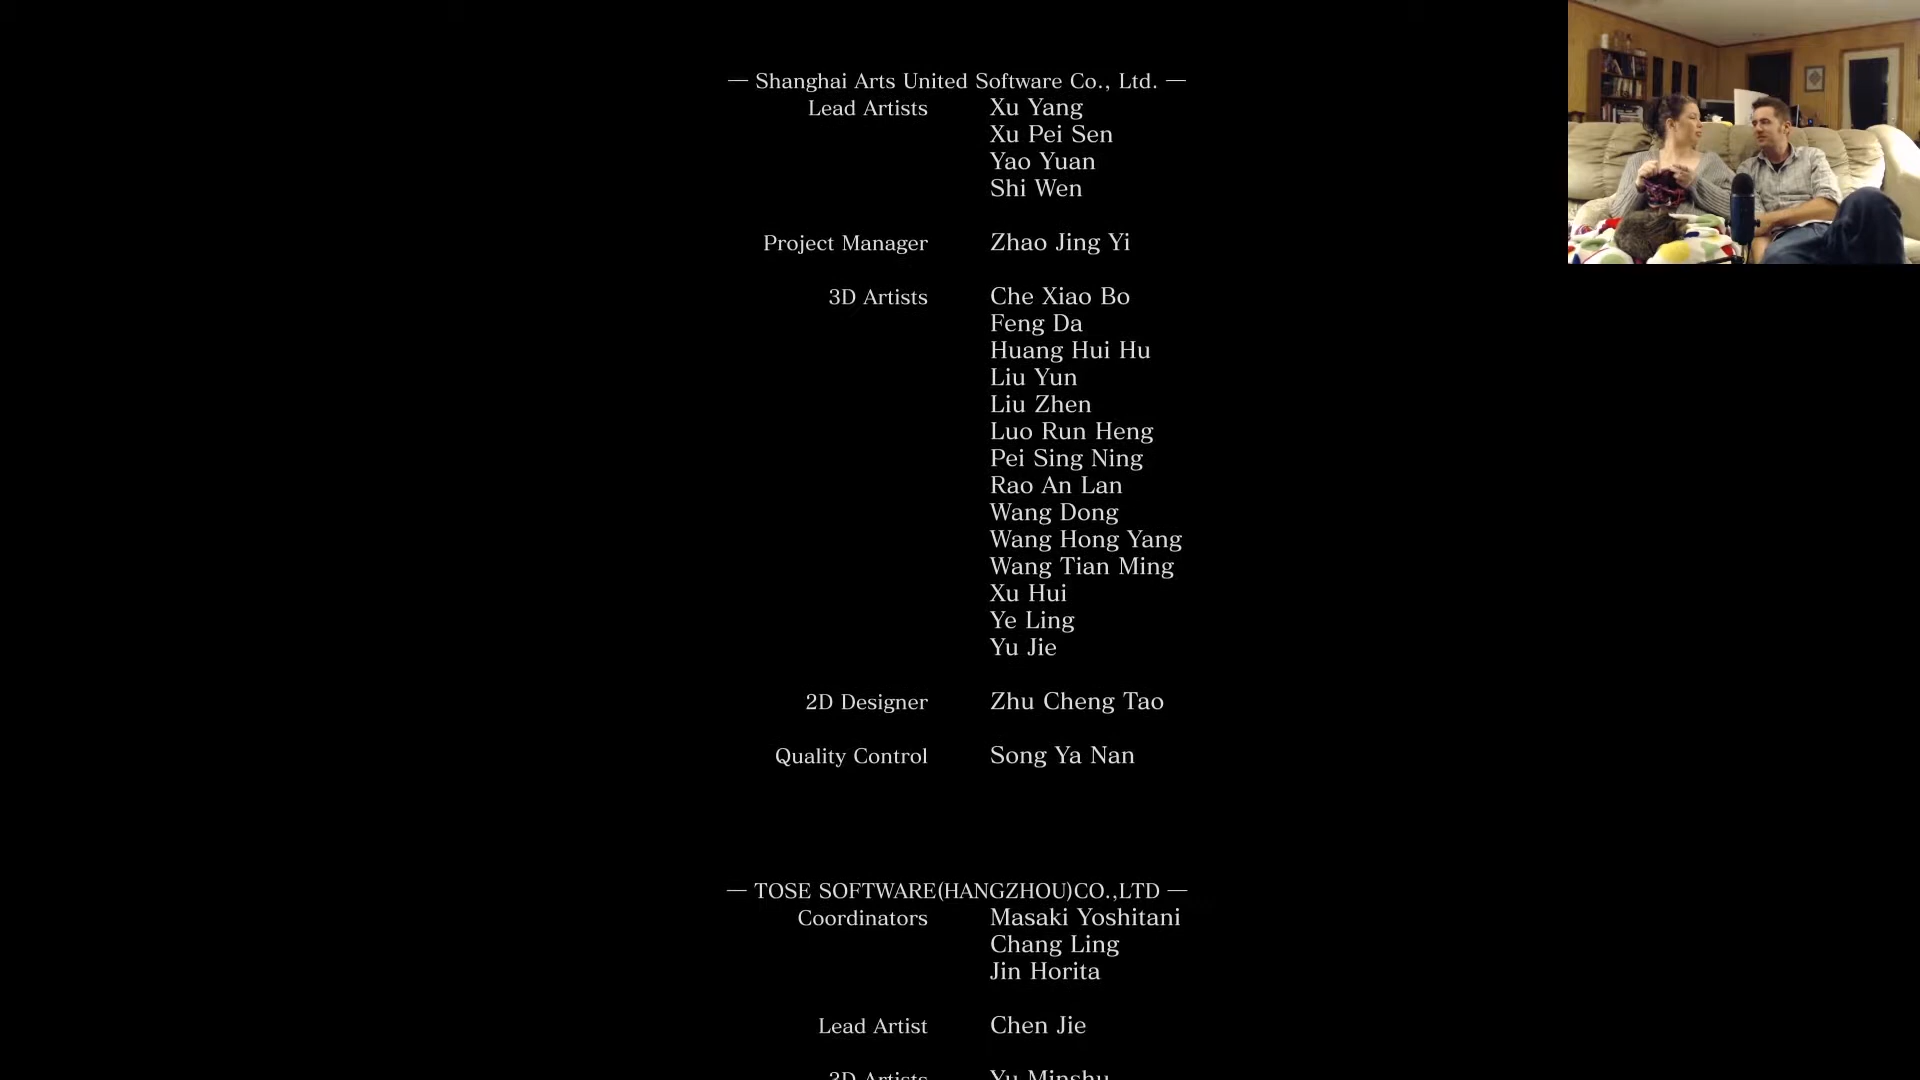 — Shanghai Arts United Software Co., Ltd. —
Lead Artists Xu Yang
Xu Pei Sen
Yao Yuan
Shi Wen
Project Manager Zhao Jing Yi
3D Artists Che Xiao Bo
Feng Da
Huang Hui Hu
Liu Yun
Liu Zhen
Luo Run Heng
Pei Sing Ning
Rao An Lan
Wang Dong
Wang Hong Yang
Wang Tian Ming
Xu Hui
Ye Ling
Yu Jie
2D Designer Zhu Cheng Tao
Quality Control Song Ya Nan
— TOSE SOFTWARE(HANGZHOU)CO.,LTD —
Coordinators Masaki Yoshitani
Chang Ling
Jin Horita
Lead Artist Chen Jie
3D Artists Yu Minshu